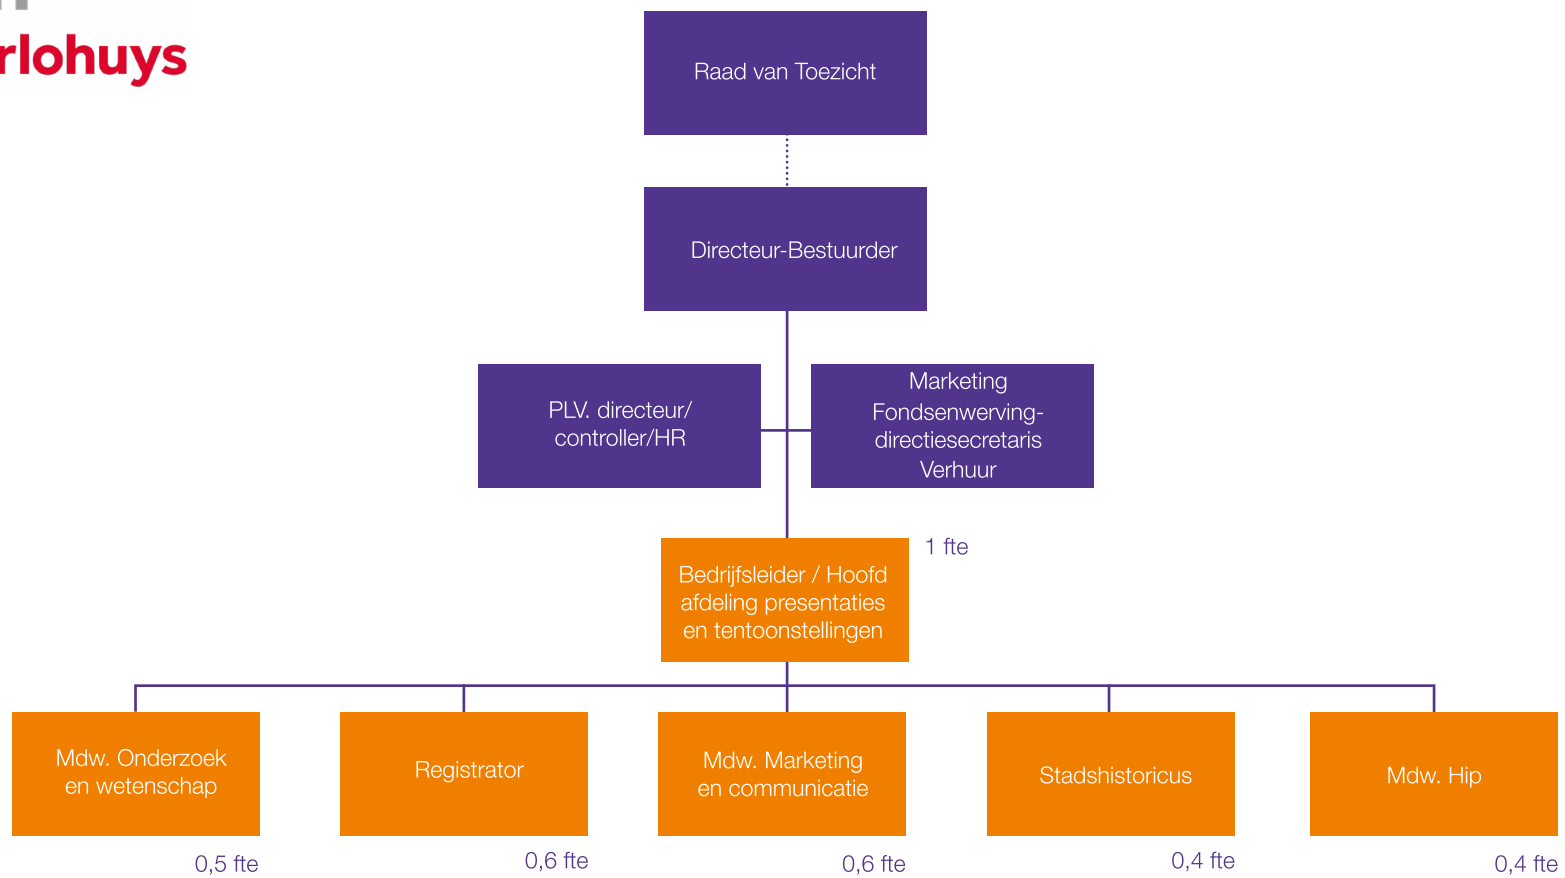 rlohuys
Raad van Toezicht
Directeur-Bestuurder
PLV. directeur/
controller/HR
Marketing
Fondsenwerving-
directiesecretaris
Verhuur
1 fte
Bedrijfsleider / Hoofd
afdeling presentaties
en tentoonstellingen
Mdw. Onderzoek
en wetenschap
0,5 fte
Registrator
0,6 fte
Mdw. Marketing
en communicatie
0,6 fte
Stadshistoricus
0,4 fte
Mdw. Hip
0,4 fte